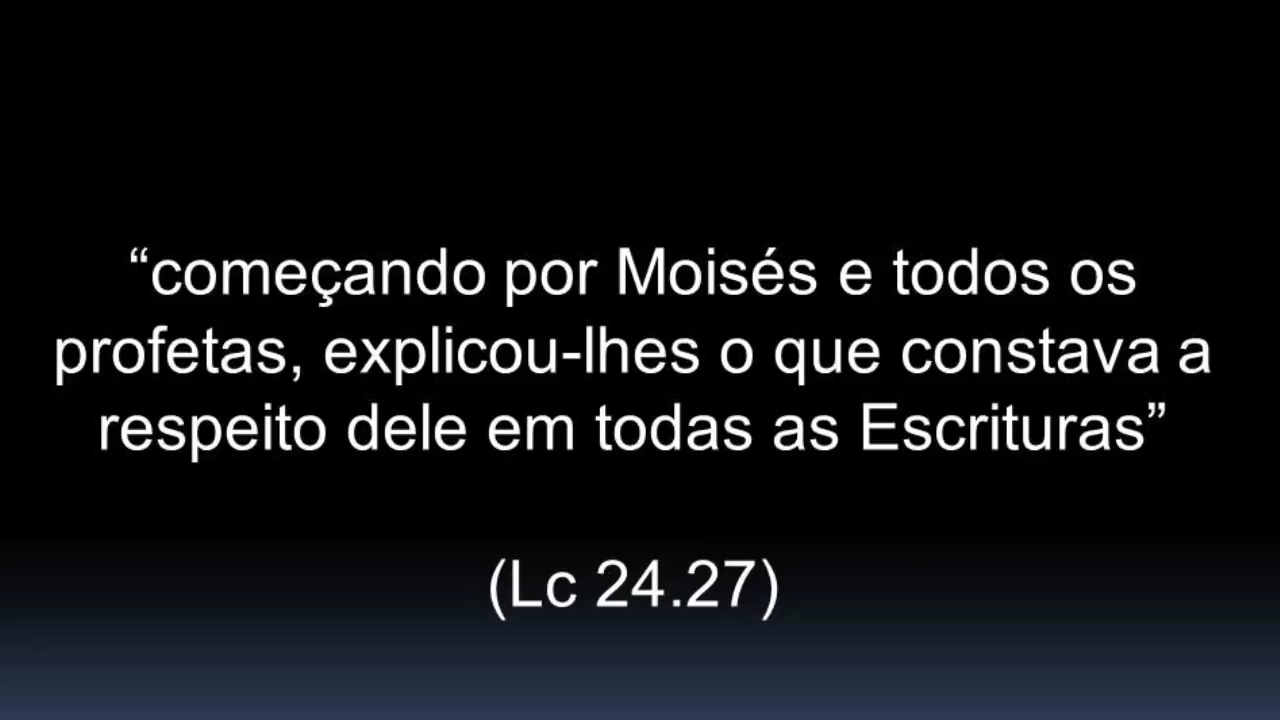 “começando por Moisés e todos os
profetas, explicou-lhes o que constava a
respeito dele em todas as Escrituras”
(Lc 24.27)